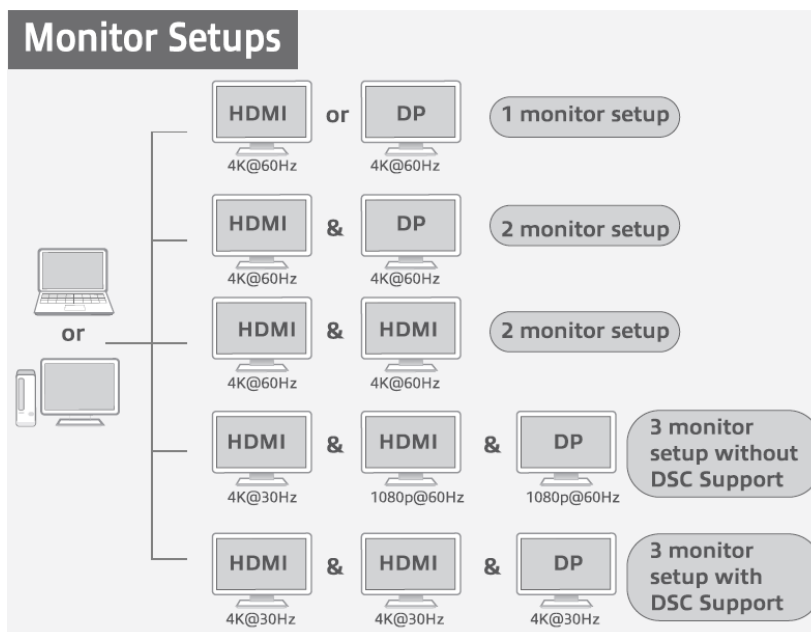 Monitor Setups
HDMI or DP 1 monitor setup
4K@60Hz 4K@60Hz
HDMI & DP 2 monitor setup
4K@60Hz 4K@60Hz
or
HDMI & HDMI 2 monitor setup
4K@60Hz 4K@60Hz
HDMI & HDMI & DP
4K@30Hz 1080p@60Hz 1080p@60Hz
3 monitor
setup without
DSC Support
HDMI & HDMI & DP
4K@30Hz 4K@30Hz 4K@30Hz
3 monitor
setup with
DSC Support